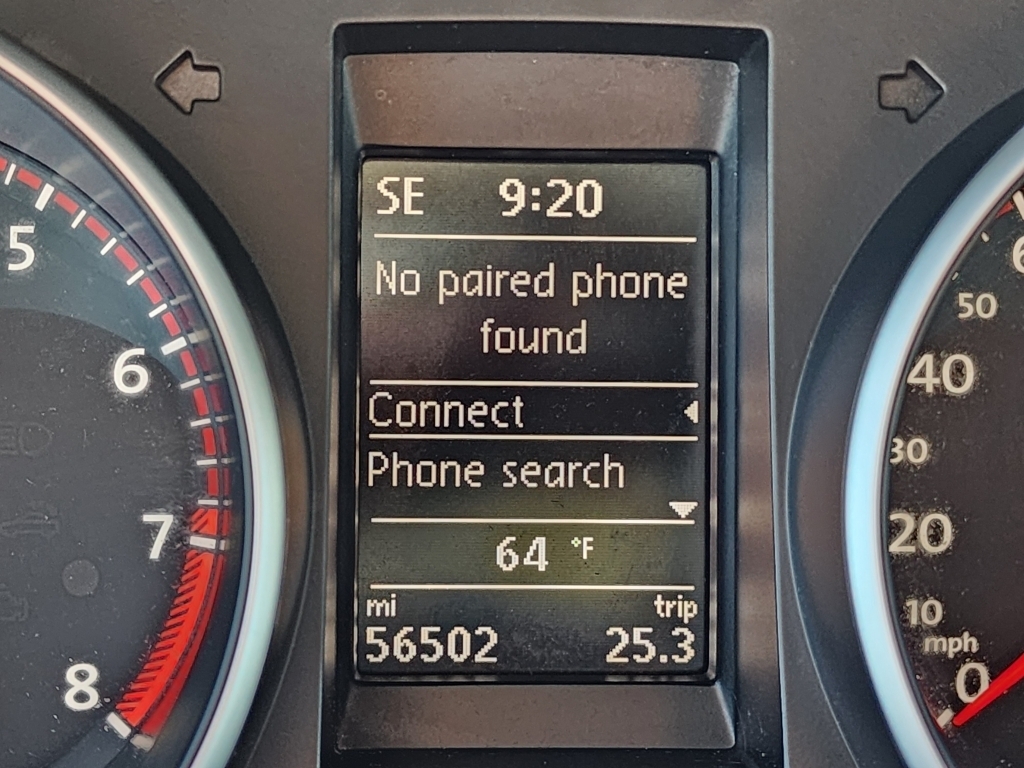 SE 9:20
No paired phone
found
Connect
Phone search
64 °F
mi trip
56502 25.3
5
6
7
8
50
40
30
20
10
mph
0